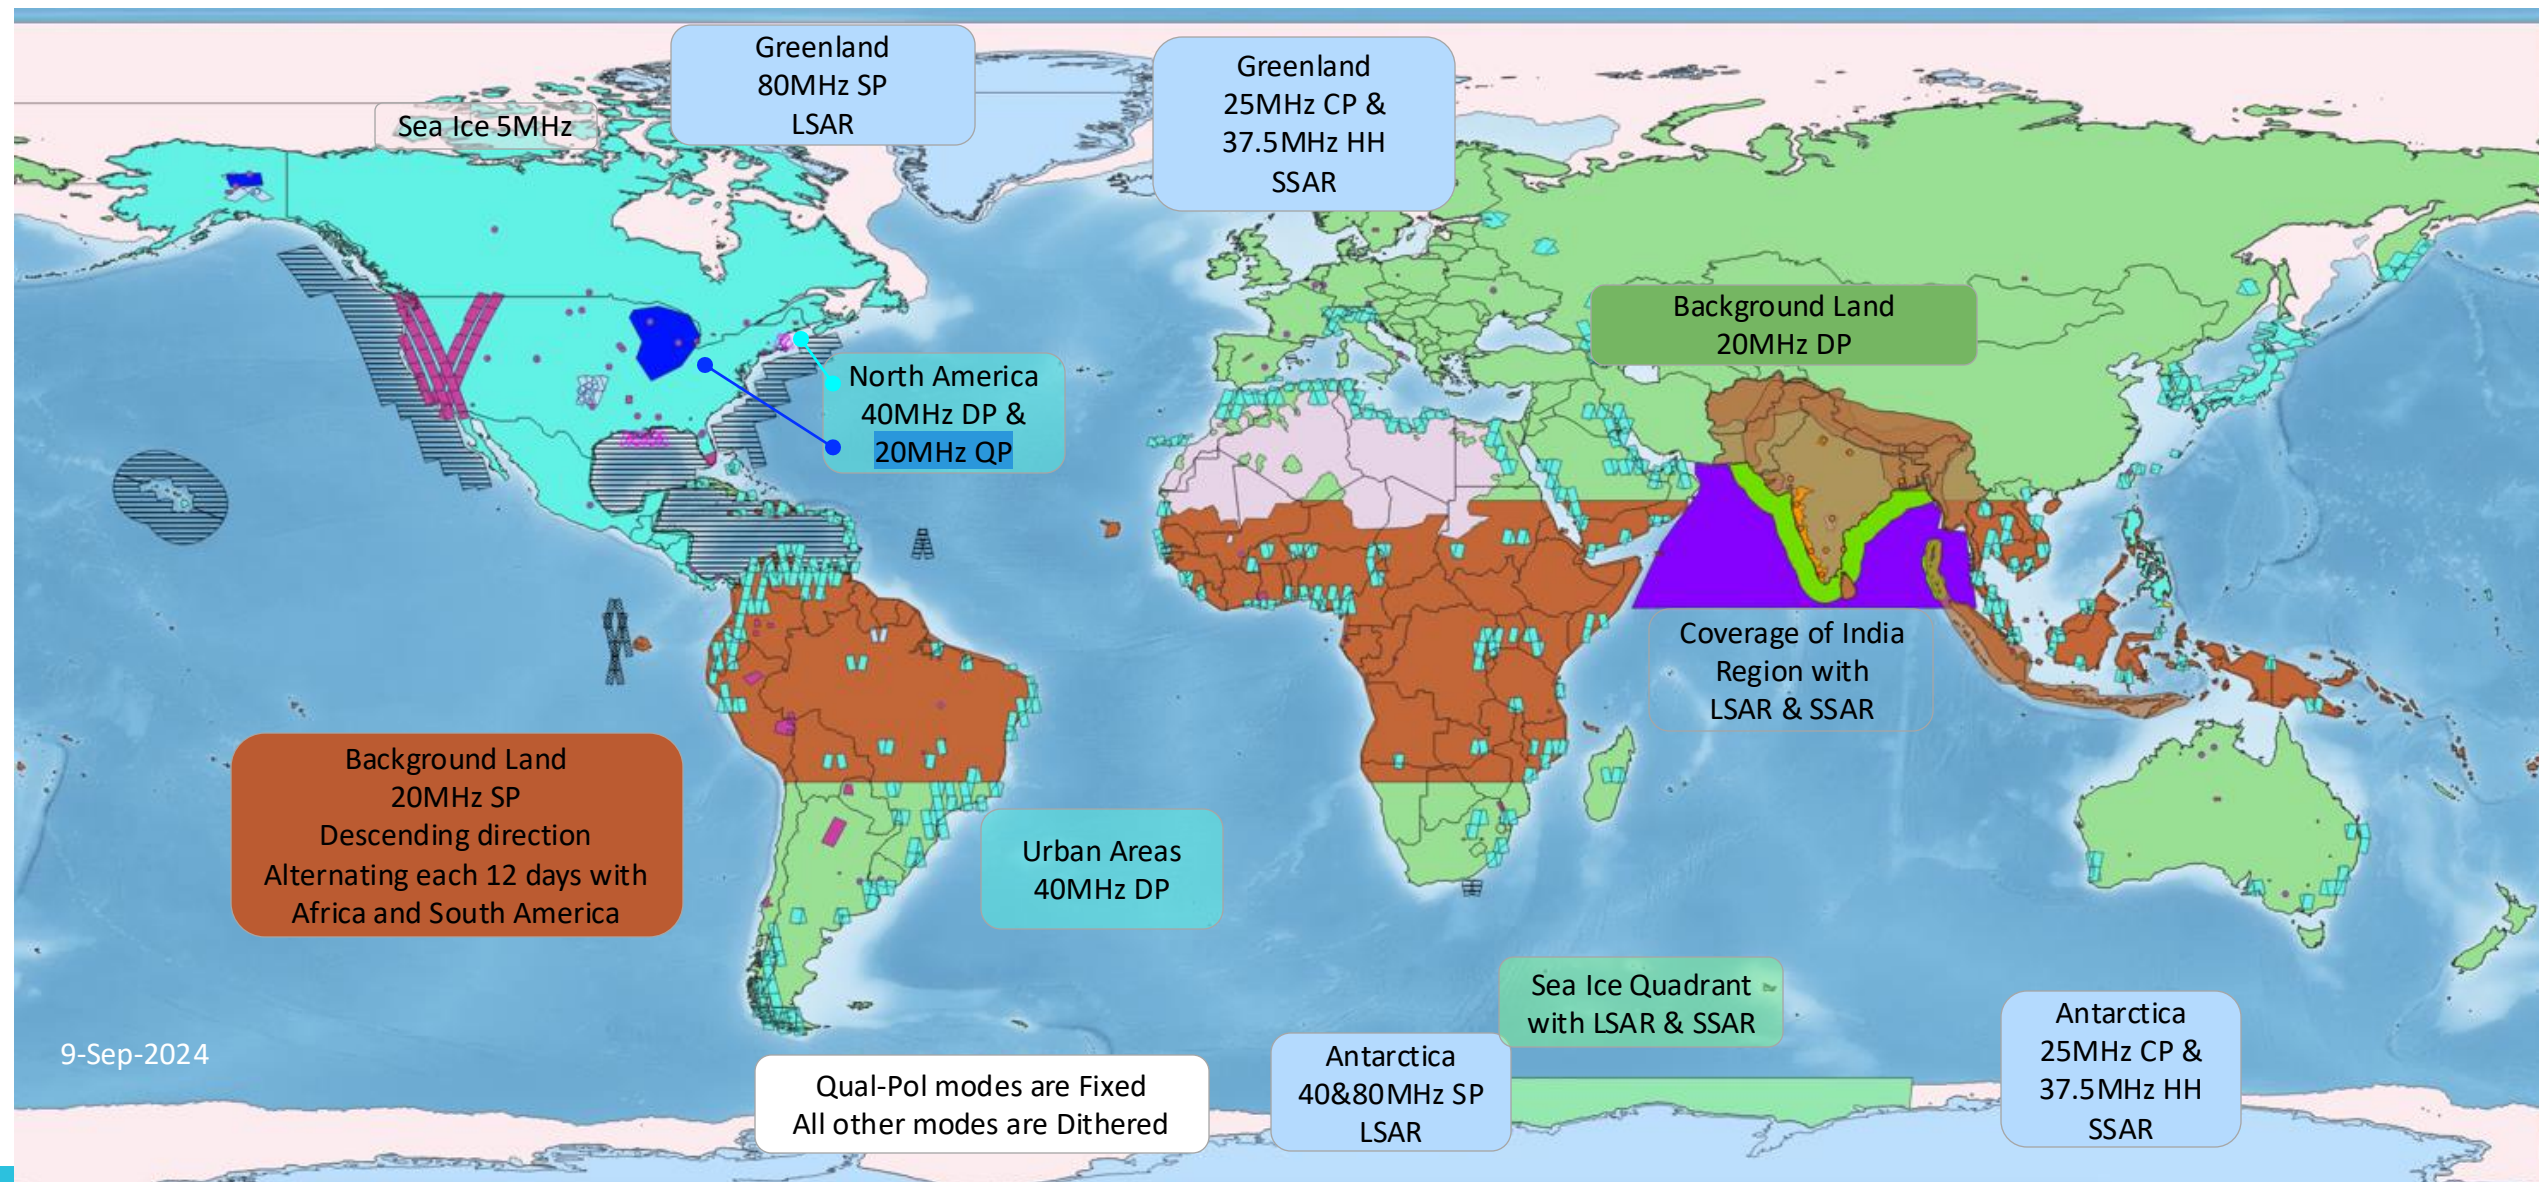 Greenland
80MHz SP
LSAR
Greenland
25MHz CP &
37.5MHz HH
SSAR
Sea Ice 5MHz
Background Land
20MHz DP
North America
40MHz DP &
20MHz QP
Coverage of India
Region with
LSAR & SSAR
Background Land
20MHz SP
Descending direction
Alternating each 12 days with
Africa and South America
Urban Areas
40MHz DP
Sea Ice Quadrant
with LSAR & SSAR
9-Sep-2024
Qual-Pol modes are Fixed
All other modes are Dithered
Antarctica
40&80MHz SP
LSAR
Antarctica
25MHz CP &
37.5MHz HH
SSAR